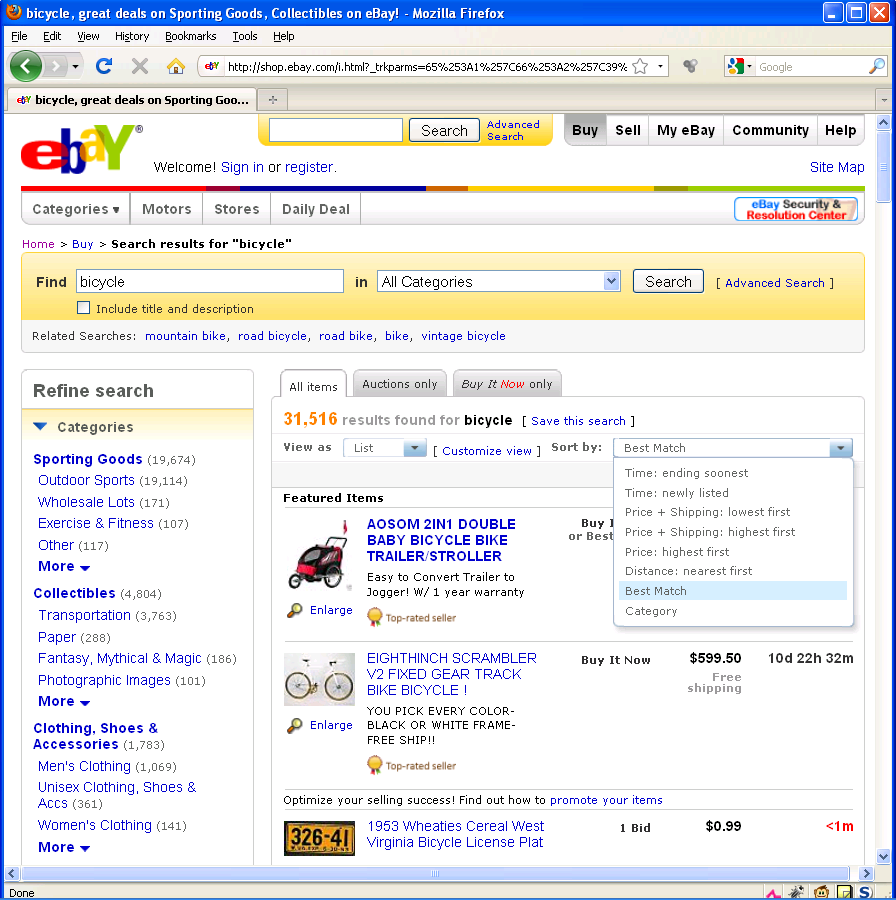 bicycle, great deals on Sporting Goods, Collectibles on eBay! - Mozilla Firefox
File Edit View History Bookmarks Tools Help
http://shop.ebay.com/i.html?_trkparms=65%253A1%257C66%253A2%257C39%
Google
bicycle, great deals on Sporting Goo...
ebaY®
Search
Advanced Search
Buy Sell My eBay Community Help
Welcome! Sign in or register.
Site Map
Categories ▾ Motors Stores Daily Deal
eBay Security & Resolution Center
Home > Buy > Search results for "bicycle"
Find bicycle in All Categories Search [ Advanced Search ]
Include title and description
Related Searches: mountain bike, road bicycle, road bike, bike, vintage bicycle
Refine search
Categories
Sporting Goods (19,674)
Outdoor Sports (19,114)
Wholesale Lots (171)
Exercise & Fitness (107)
Other (117)
More
Collectibles (4,804)
Transportation (3,763)
Paper (288)
Fantasy, Mythical & Magic (186)
Photographic Images (101)
More
Clothing, Shoes &
Accessories (1,783)
Men's Clothing (1,069)
Unisex Clothing, Shoes &
Accs (361)
Women's Clothing (141)
More
All items Auctions only Buy It Now only
31,516 results found for bicycle [ Save this search ]
View as List [ Customize view ] Sort by: Best Match
Time: ending soonest
Time: newly listed
Price + Shipping: lowest first
Price + Shipping: highest first
Price: highest first
Distance: nearest first
Best Match
Category
Featured Items
AOSOM 2IN1 DOUBLE
BABY BICYCLE BIKE
TRAILER/STROLLER
Buy I
or Best
Easy to Convert Trailer to
Jogger! W/ 1 year warranty
Enlarge
Top-rated seller
EIGHTHINCH SCRAMBLER
V2 FIXED GEAR TRACK
BIKE BICYCLE !
Buy It Now $599.50 10d 22h 32m
Free
shipping
YOU PICK EVERY COLOR-
BLACK OR WHITE FRAME-
FREE SHIP!!
Enlarge
Top-rated seller
Optimize your selling success! Find out how to promote your items
326-41
1953 Wheaties Cereal West
Virginia Bicycle License Plat
1 Bid $0.99 <1m
Done